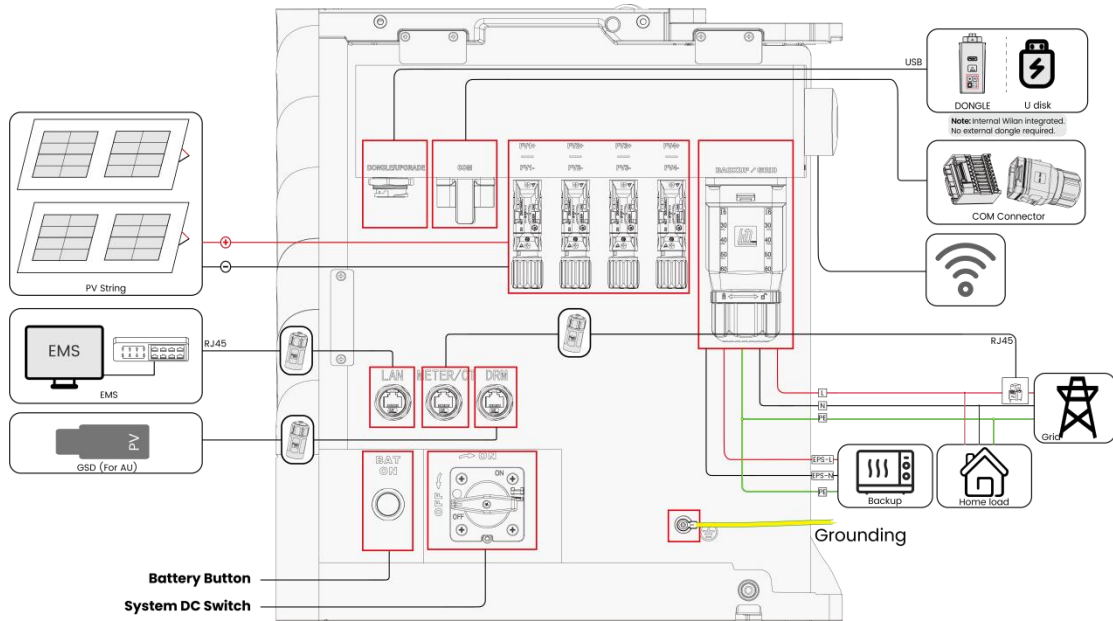 USB
DONGLE
U disk
Note: Internal Wilan integrated.
No external dongle required.
DONGLE/UPGRADE
COM
PV1+ PV2+ PV3+ PV4+
PV1- PV2- PV3- PV4-
BACKUP / GRID
COM Connector
PV String
EMS
EMS
RJ45
RJ45
LAN
METER/CT
DRM
PV
GSD (For AU)
L
N
PE
Grid
EPS-L
EPS-N
PE
Backup
Home load
BAT
ON
ON
OFF
ON
OFF
Grounding
Battery Button
System DC Switch